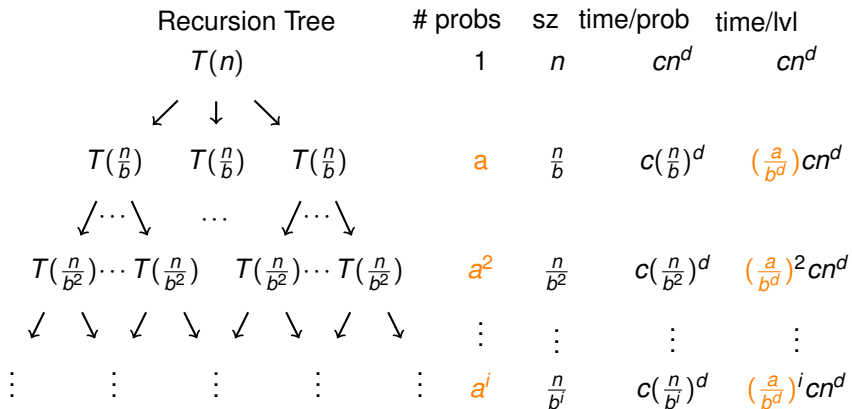 Recursion Tree # probs sz time/prob time/lvl
T(n) 1 n cn^d cn^d
↙ ↓ ↘
T(n/b) T(n/b) T(n/b) a n/b c(n/b)^d (a/b^d)cn^d
↙ ⋯ ↘ ⋯ ↙ ⋯ ↘
T(n/b^2)⋯ T(n/b^2) T(n/b^2)⋯ T(n/b^2) a^2 n/b^2 c(n/b^2)^d (a/b^d)^2cn^d
↙ ↘ ↙ ↘ ↙ ↘ ↙ ↘ ⋮ ⋮ ⋮ ⋮
⋮ ⋮ ⋮ ⋮ ⋮ a^i n/b^i c(n/b^i)^d (a/b^d)^icn^d